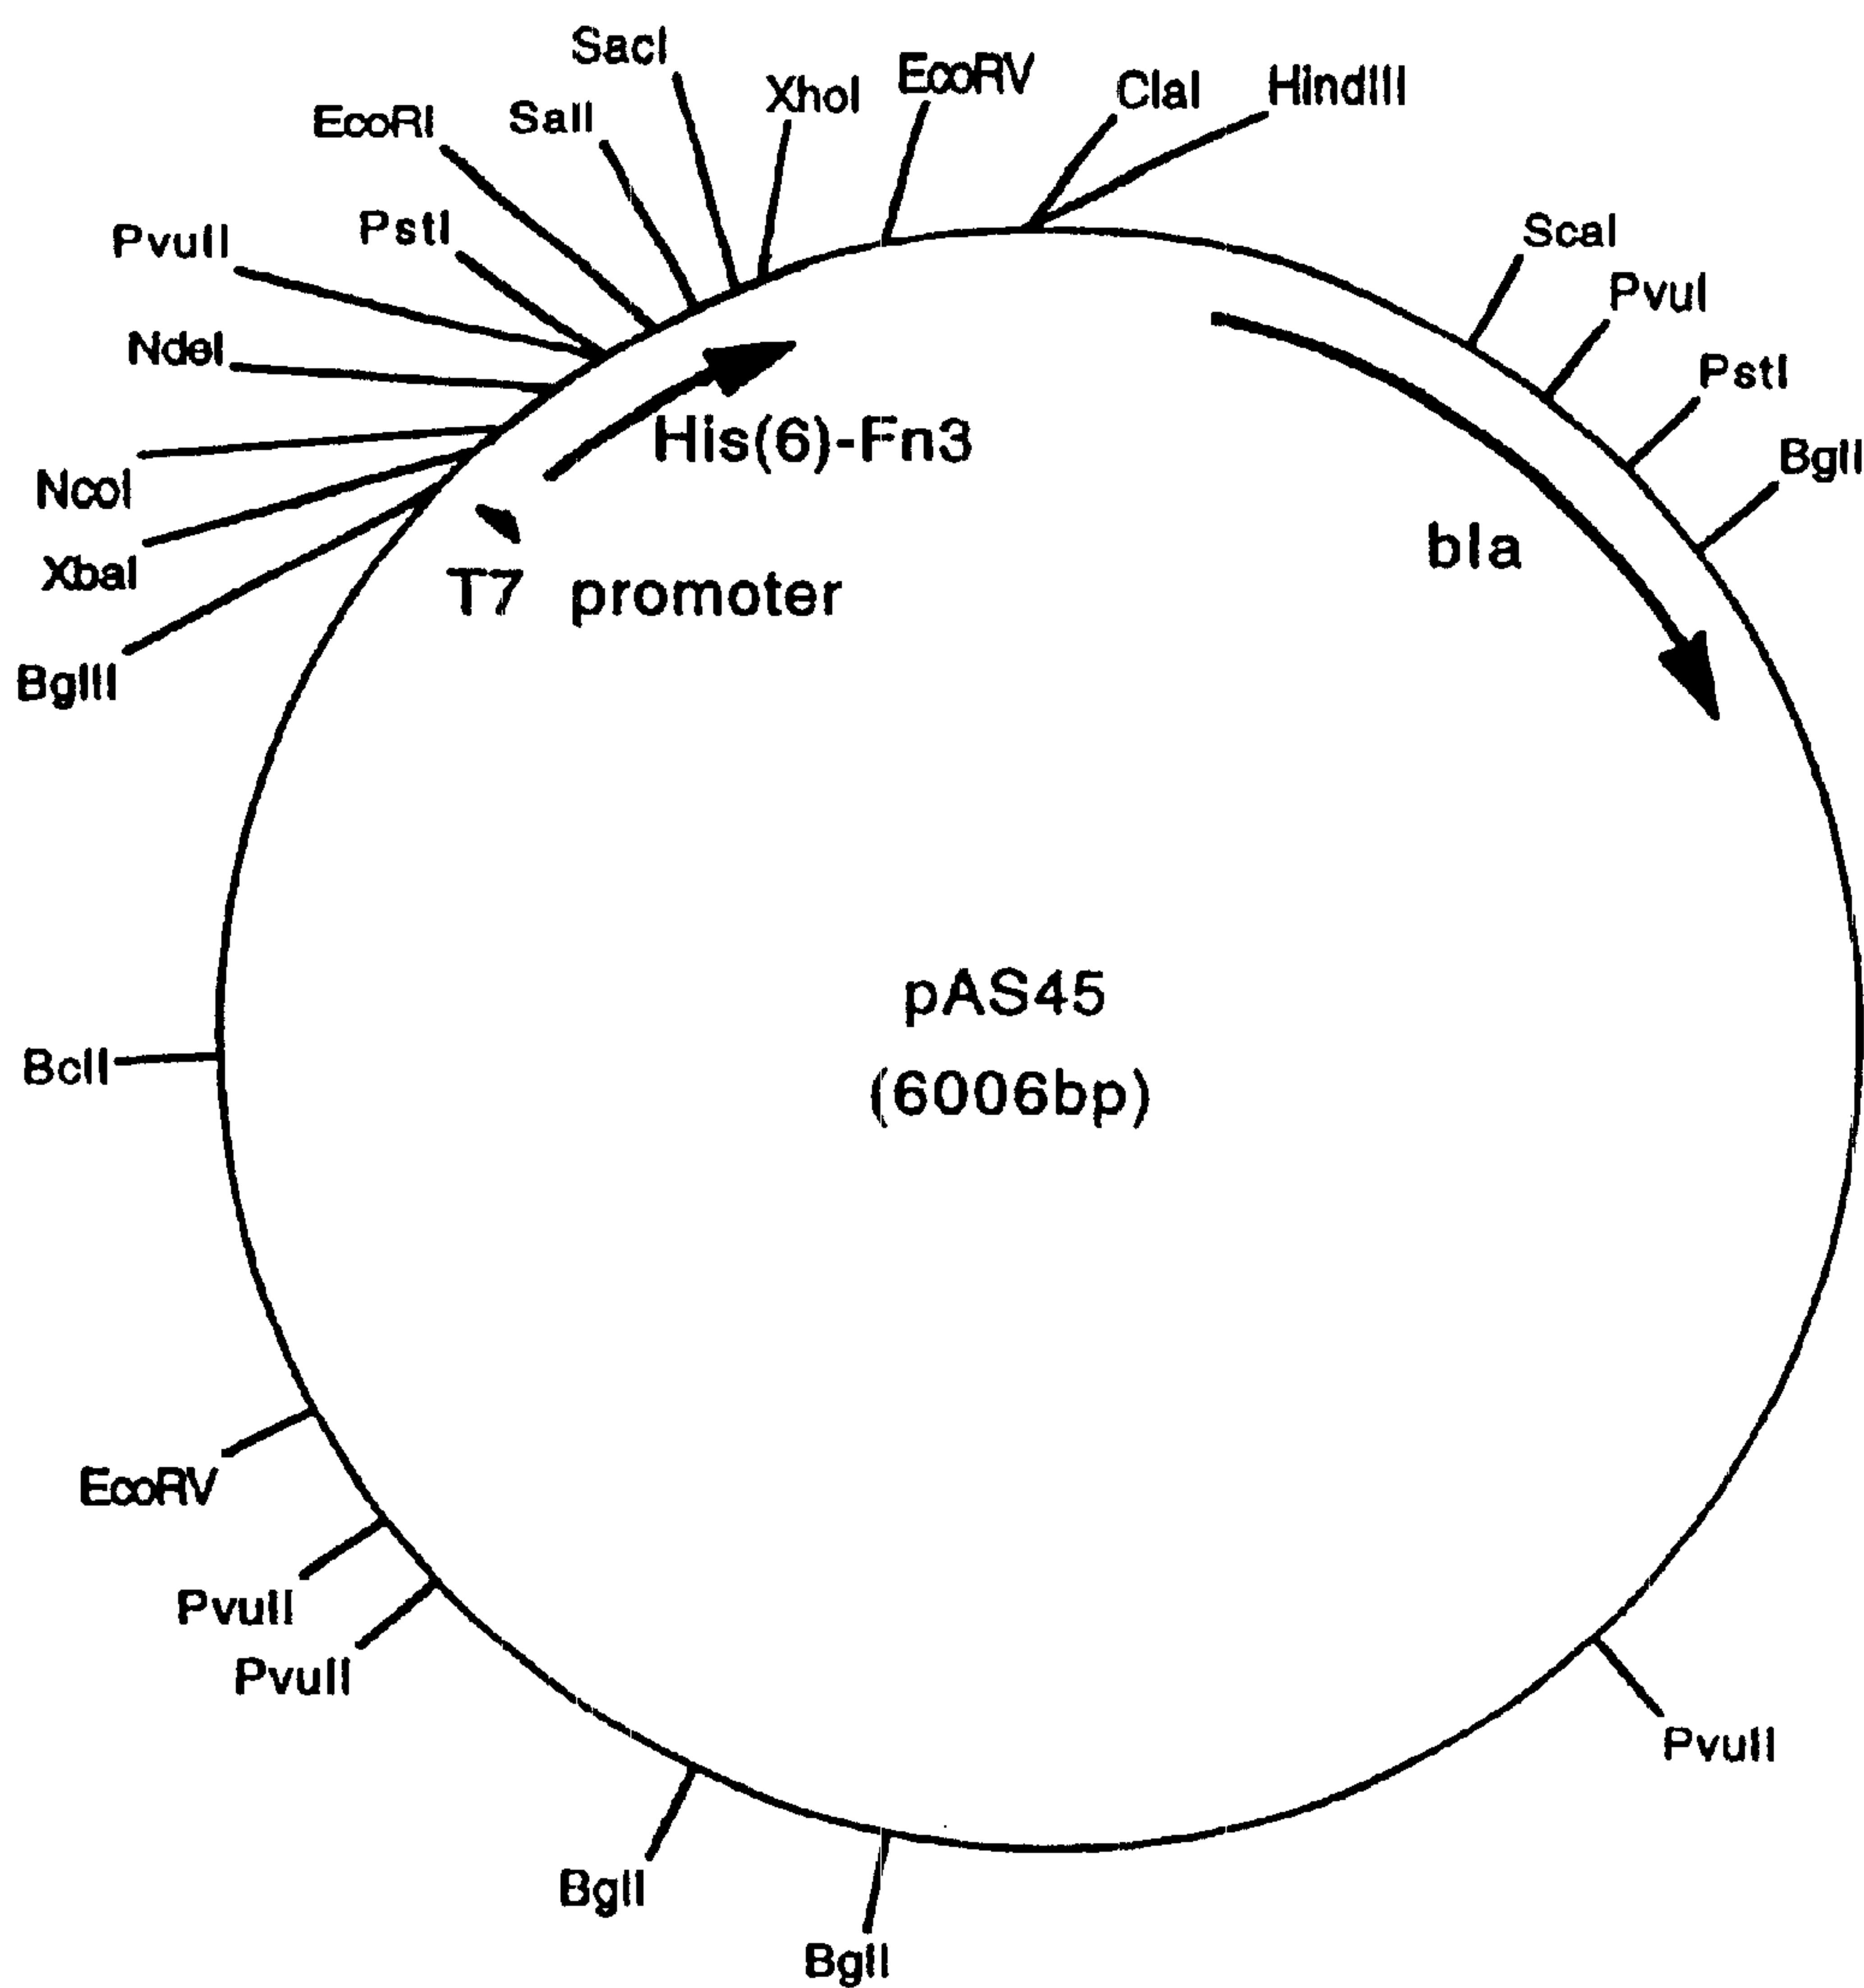 SacI
EcoRV
XhoI
ClaI
HindIII
EcoRI
SalI
PstI
PvuII
ScaI
PvuI
NdeI
PstI
His(6)-Fn3
BglI
NcoI
bla
XbaI
T7 promoter
BglII
pAS45
BclI
(6006bp)
EcoRV
PvuII
PvuII
PvuII
BglI
BglI